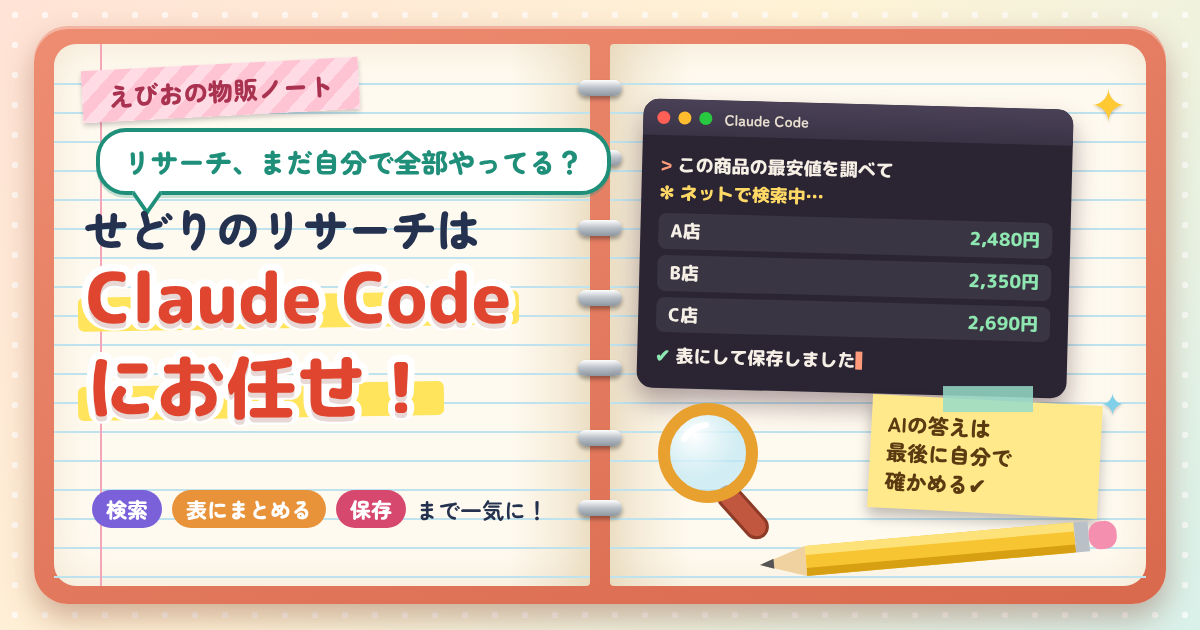 えびおの物販ノート
リサーチ、まだ自分で全部やってる？
せどりのリサーチは
Claude Code
にお任せ！
検索 表にまとめる 保存 まで一気に！
Claude Code
> この商品の最安値を調べて
✻ ネットで検索中…
A店 2,480円
B店 2,350円
C店 2,690円
✔ 表にして保存しました
AIの答えは
最後に自分で
確かめる✔